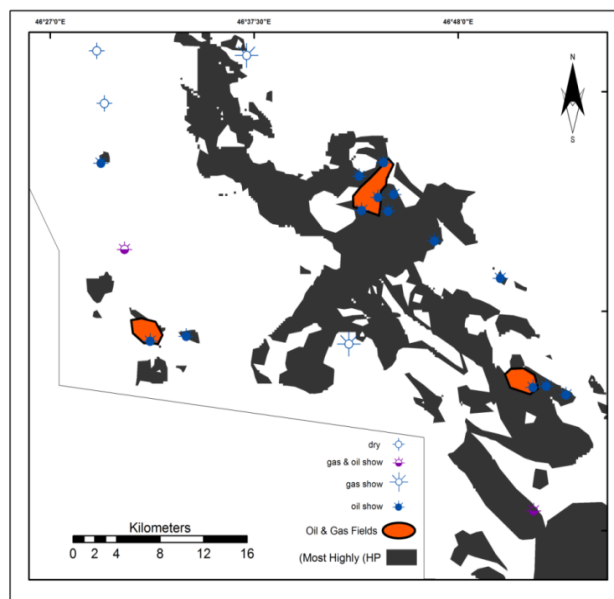 46°27'0"E 46°37'30"E 46°48'0"E
N
S
dry
gas & oil show
gas show
oil show
Oil & Gas Fields
(Most Highly (HP
Kilometers
0 2 4 8 12 16